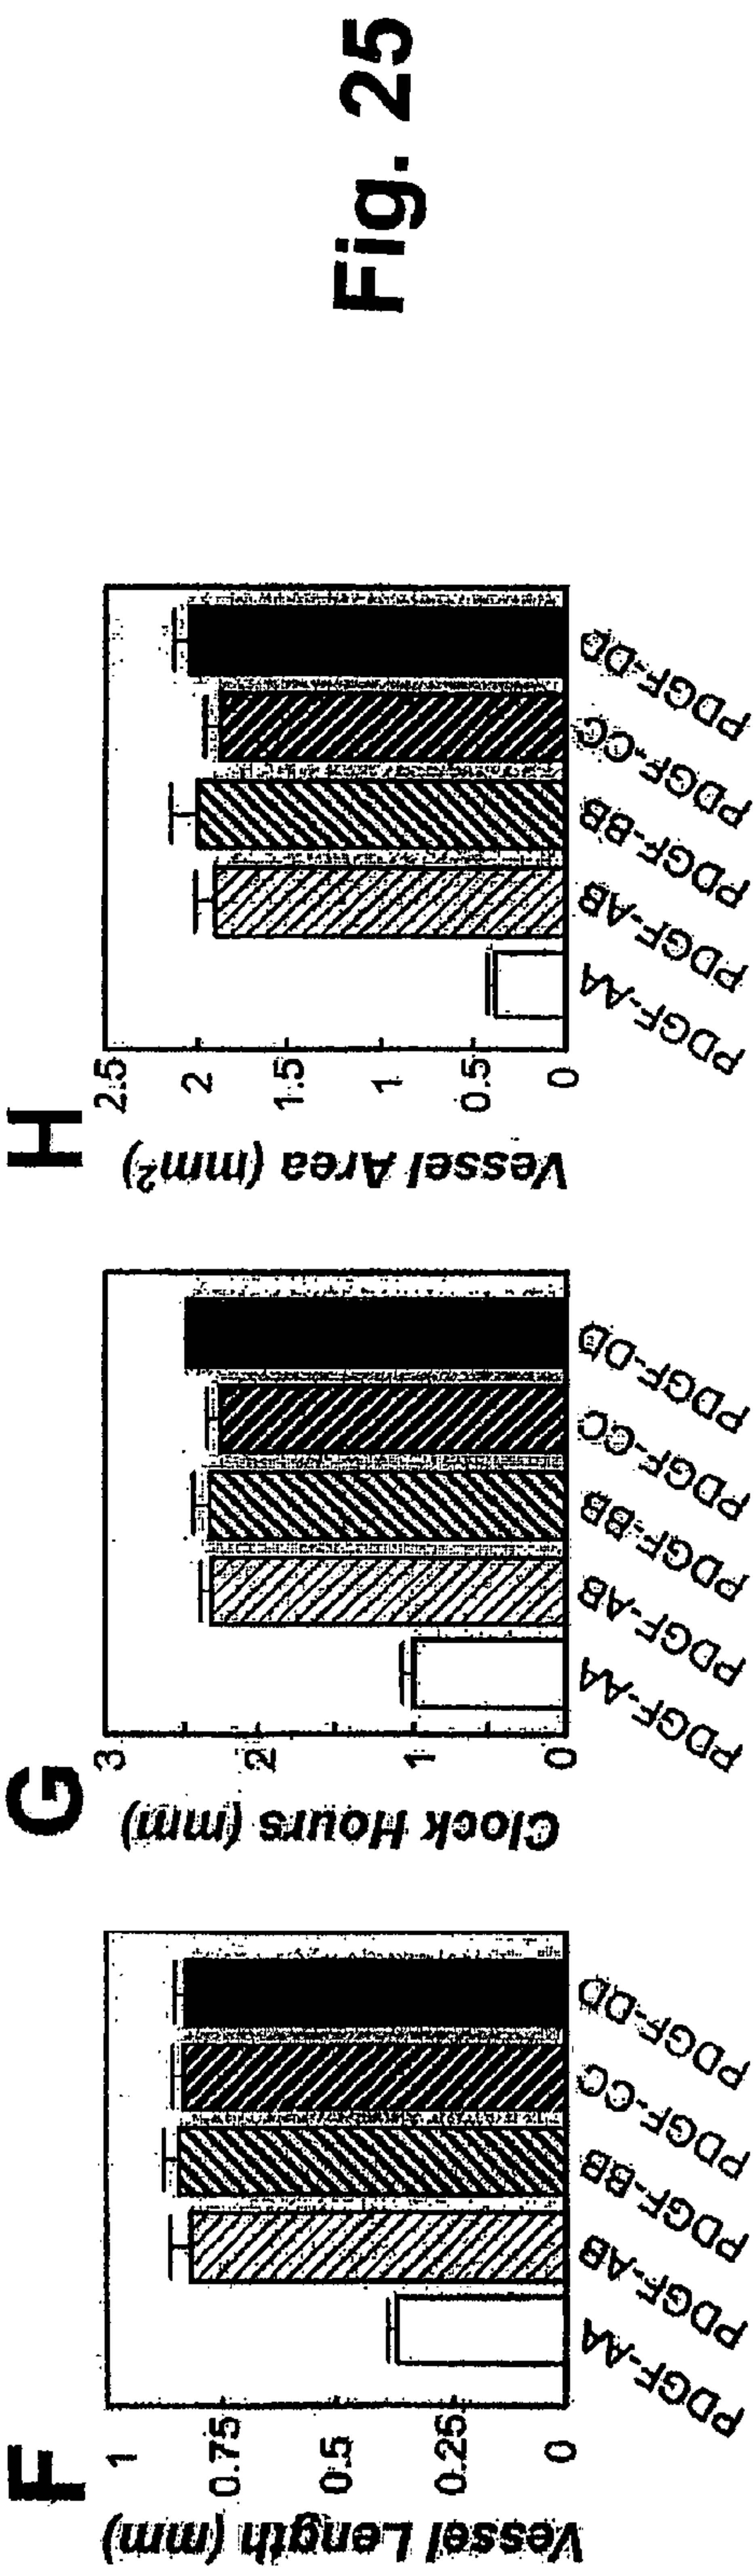 F
Vessel Length (mm)
1
0.75
0.5
0.25
0
PDGF-AA
PDGF-AB
PDGF-BB
PDGF-CC
PDGF-DD
G
Clock Hours (mm)
3
2
1
0
PDGF-AA
PDGF-AB
PDGF-BB
PDGF-CC
PDGF-DD
H
Vessel Area (mm²)
2.5
2
1.5
1
0.5
0
PDGF-AA
PDGF-AB
PDGF-BB
PDGF-CC
PDGF-DD
Fig. 25